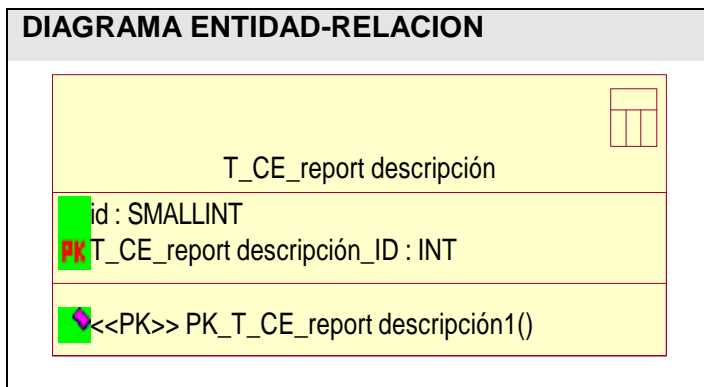 DIAGRAMA ENTIDAD-RELACION
T_CE_report descripción
id : SMALLINT
PK T_CE_report descripción_ID : INT
<<PK>> PK_T_CE_report descripción1()